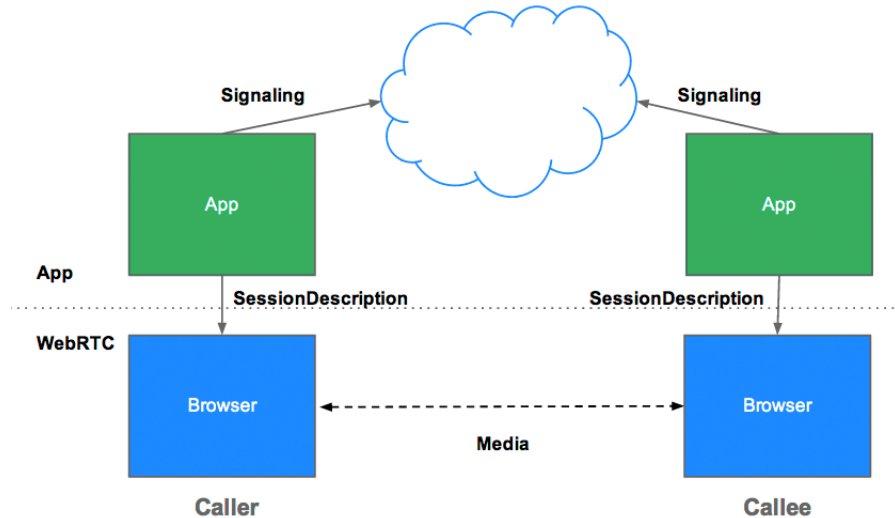 Signaling
Signaling
App
App
App
SessionDescription
SessionDescription
WebRTC
Browser
Browser
Media
Caller
Callee